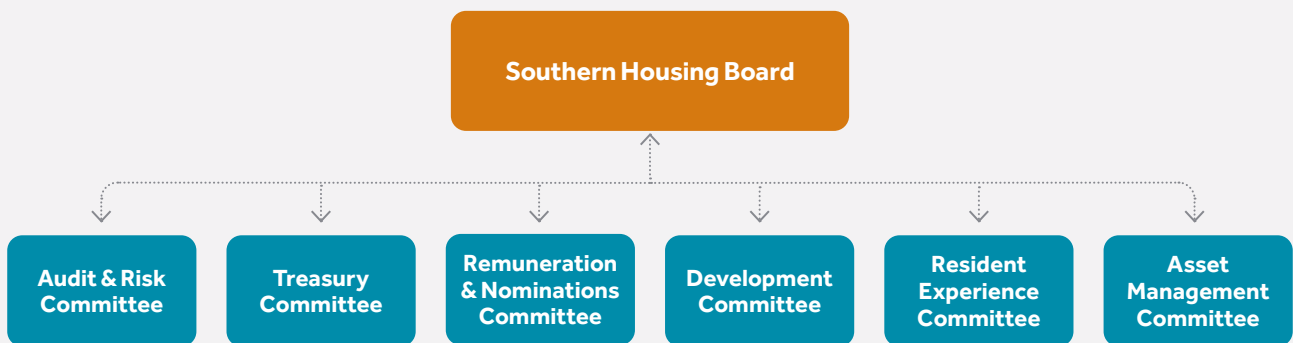 Southern Housing Board
Audit & Risk
Committee
Treasury
Committee
Remuneration
& Nominations
Committee
Development
Committee
Resident
Experience
Committee
Asset
Management
Committee